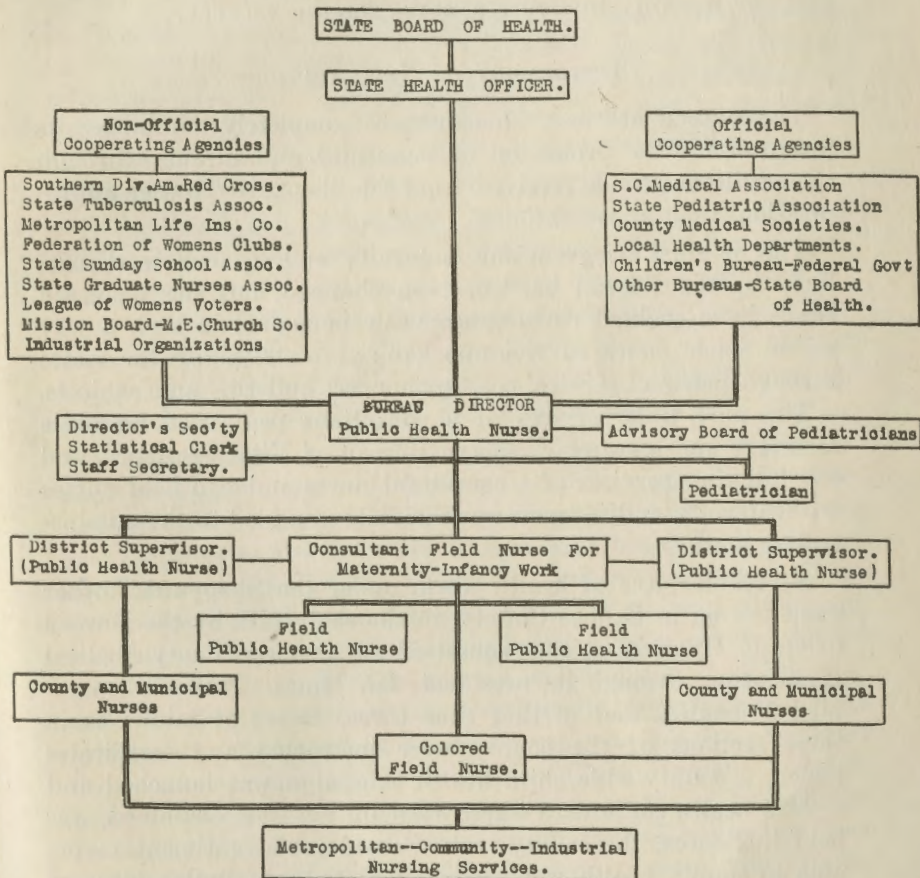 STATE BOARD OF HEALTH.
STATE HEALTH OFFICER.
Non-Official
Cooperating Agencies
Southern Div.Am.Red Cross.
State Tuberculosis Assoc.
Metropolitan Life Ins. Co.
Federation of Womens Clubs.
State Sunday School Assoc.
State Graduate Nurses Assoc.
League of Womens Voters.
Mission Board-M.E.Church So.
Industrial Organizations
Official
Cooperating Agencies
S.C.Medical Association
State Pediatric Association
County Medical Societies.
Local Health Departments.
Children's Bureau-Federal Govt
Other Bureaus-State Board
of Health.
BUREAU DIRECTOR
Public Health Nurse.
Director's Sec'ty
Statistical Clerk
Staff Secretary.
Advisory Board of Pediatricians
Pediatrician
District Supervisor.
(Public Health Nurse)
Consultant Field Nurse For
Maternity-Infancy Work
District Supervisor.
(Public Health Nurse)
Field
Public Health Nurse
Field
Public Health Nurse
County and Municipal
Nurses
County and Municipal
Nurses
Colored
Field Nurse.
Metropolitan--Community--Industrial
Nursing Services.